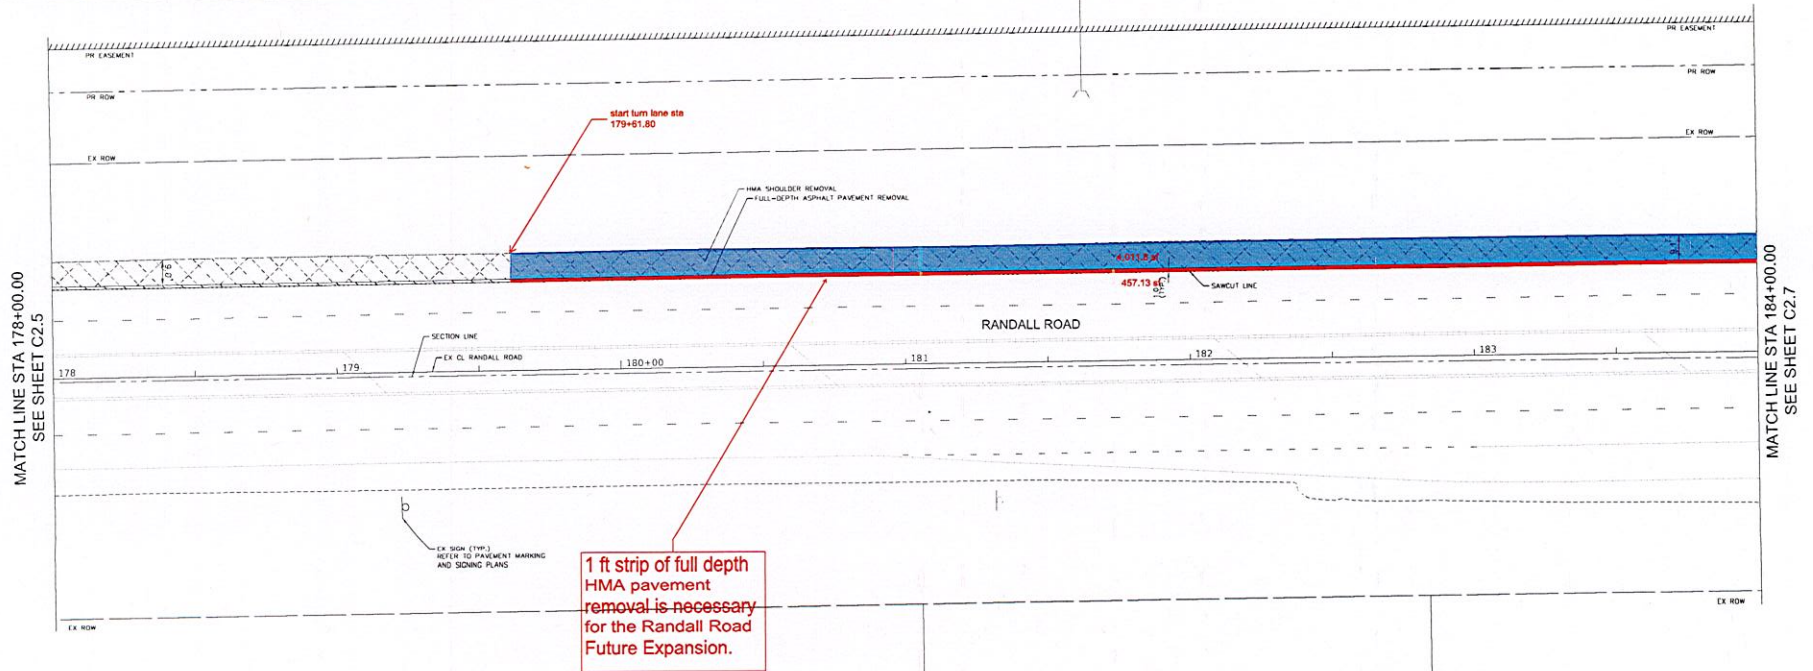 PR EASEMENT
PR EASEMENT
PR ROW
PR ROW
start turn lane sta
179+61.80
EX ROW
EX ROW
HMA SHOULDER REMOVAL
FULL-DEPTH ASPHALT PAVEMENT REMOVAL
9.0'
457.13
SAWCUT LINE
RANDALL ROAD
SECTION LINE
EX CL RANDALL ROAD
178
179
180+00
181
182
183
MATCH LINE STA 178+00.00
SEE SHEET C2.5
MATCH LINE STA 184+00.00
SEE SHEET C2.7
EX SIGN (TYP.)
REFER TO PAVEMENT MARKING
AND SIGNING PLANS
1 ft strip of full depth
HMA pavement
removal is necessary
for the Randall Road
Future Expansion.
EX ROW
EX ROW